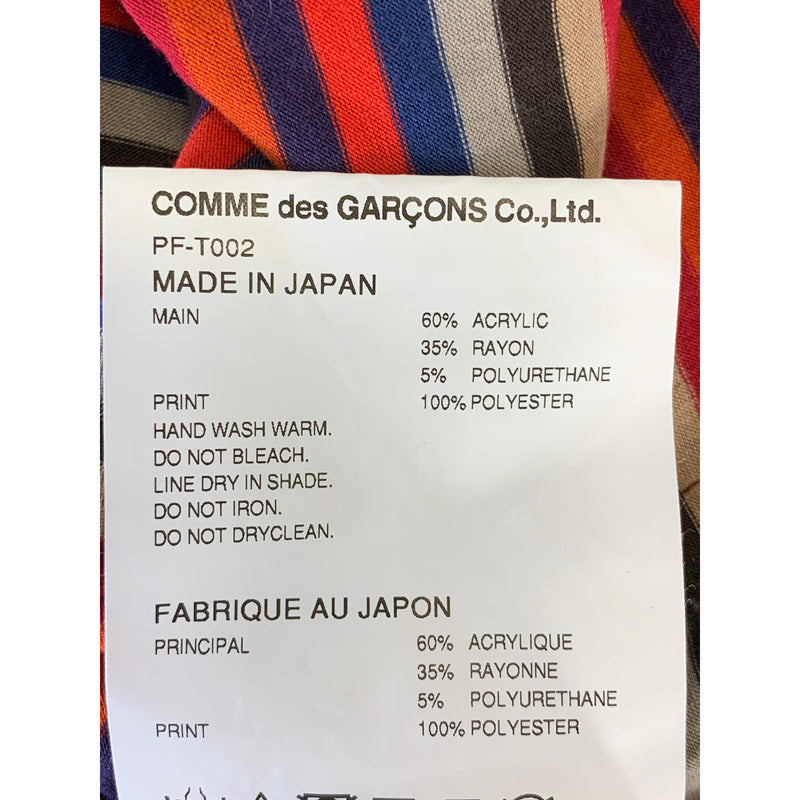 COMME des GARÇONS Co.,Ltd.
PF-T002
MADE IN JAPAN
MAIN 60% ACRYLIC
35% RAYON
5% POLYURETHANE
PRINT 100% POLYESTER
HAND WASH WARM.
DO NOT BLEACH.
LINE DRY IN SHADE.
DO NOT IRON.
DO NOT DRYCLEAN.
FABRIQUE AU JAPON
PRINCIPAL 60% ACRYLIQUE
35% RAYONNE
5% POLYURETHANE
PRINT 100% POLYESTER